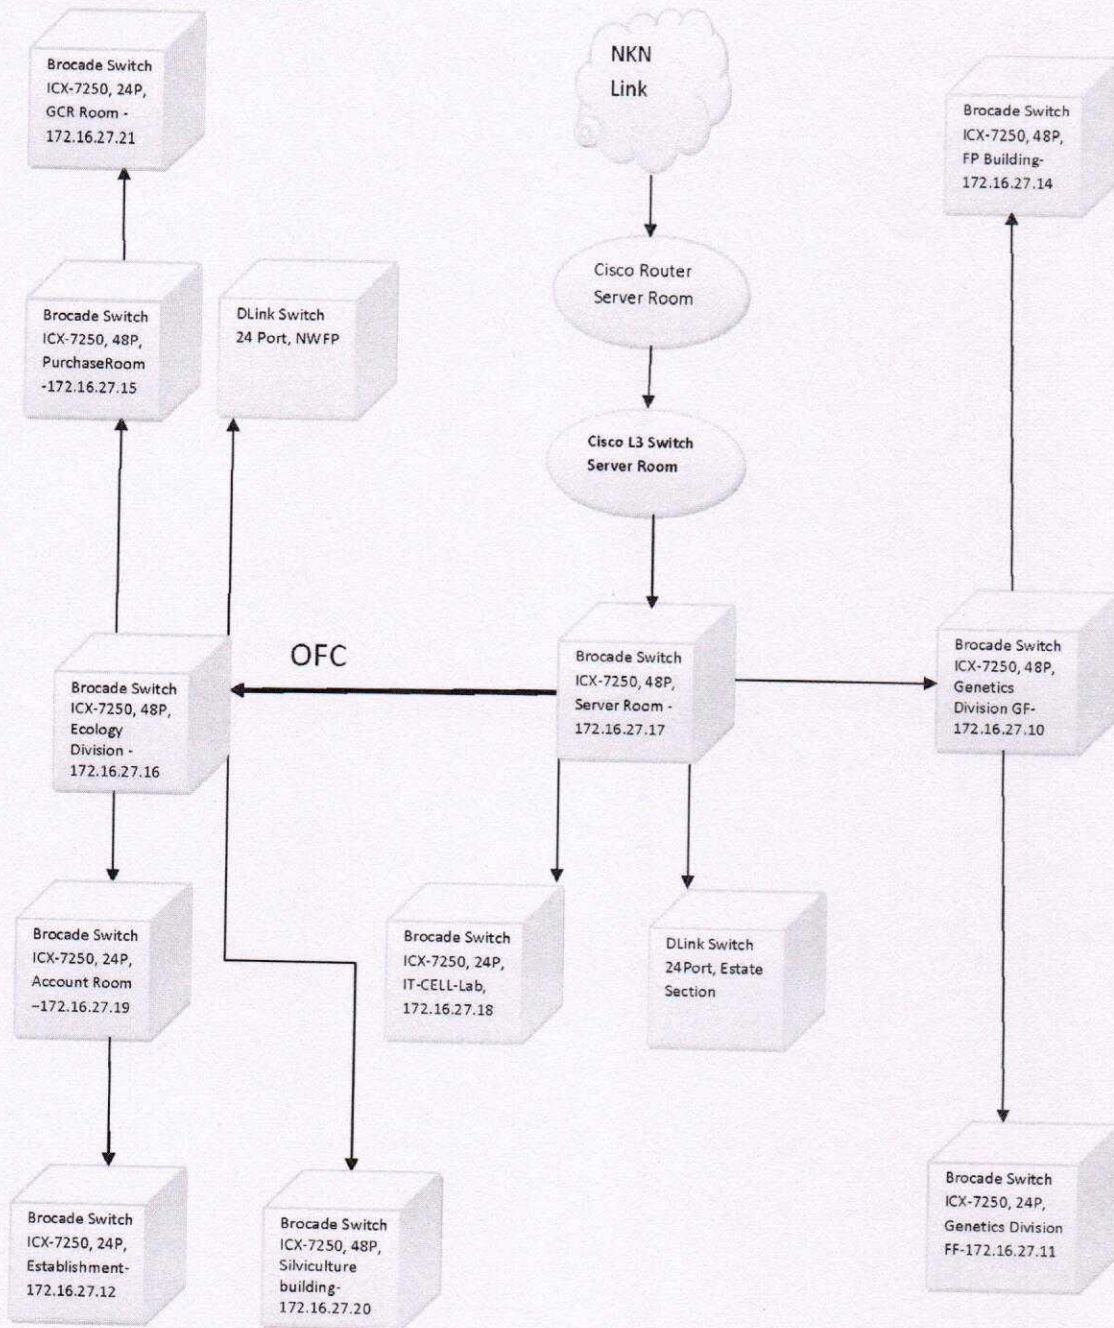 Brocade Switch
ICX-7250, 24P,
GCR Room -
172.16.27.21
NKN
Link
Brocade Switch
ICX-7250, 48P,
FP Building-
172.16.27.14
Cisco Router
Server Room
Brocade Switch
ICX-7250, 48P,
PurchaseRoom
-172.16.27.15
DLink Switch
24 Port, NWFP
Cisco L3 Switch
Server Room
OFC
Brocade Switch
ICX-7250, 48P,
Ecology
Division -
172.16.27.16
Brocade Switch
ICX-7250, 48P,
Server Room -
172.16.27.17
Brocade Switch
ICX-7250, 48P,
Genetics
Division GF-
172.16.27.10
Brocade Switch
ICX-7250, 24P,
Account Room
–172.16.27.19
Brocade Switch
ICX-7250, 24P,
IT-CELL-Lab,
172.16.27.18
DLink Switch
24Port, Estate
Section
Brocade Switch
ICX-7250, 24P,
Establishment-
172.16.27.12
Brocade Switch
ICX-7250, 48P,
Silviculture
building-
172.16.27.20
Brocade Switch
ICX-7250, 24P,
Genetics Division
FF-172.16.27.11